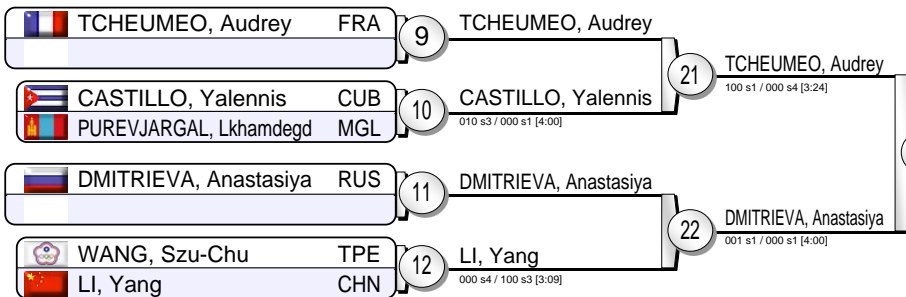 TCHEUMEO, Audrey FRA
9
TCHEUMEO, Audrey
CASTILLO, Yalennis CUB
PUREVJARGAL, Lkhamdegd MGL
10
CASTILLO, Yalennis
010 s3 / 000 s1 [4:00]
21
TCHEUMEO, Audrey
100 s1 / 000 s4 [3:24]
DMITRIEVA, Anastasiya RUS
11
DMITRIEVA, Anastasiya
WANG, Szu-Chu TPE
LI, Yang CHN
12
LI, Yang
000 s4 / 100 s3 [3:09]
22
DMITRIEVA, Anastasiya
001 s1 / 000 s1 [4:00]